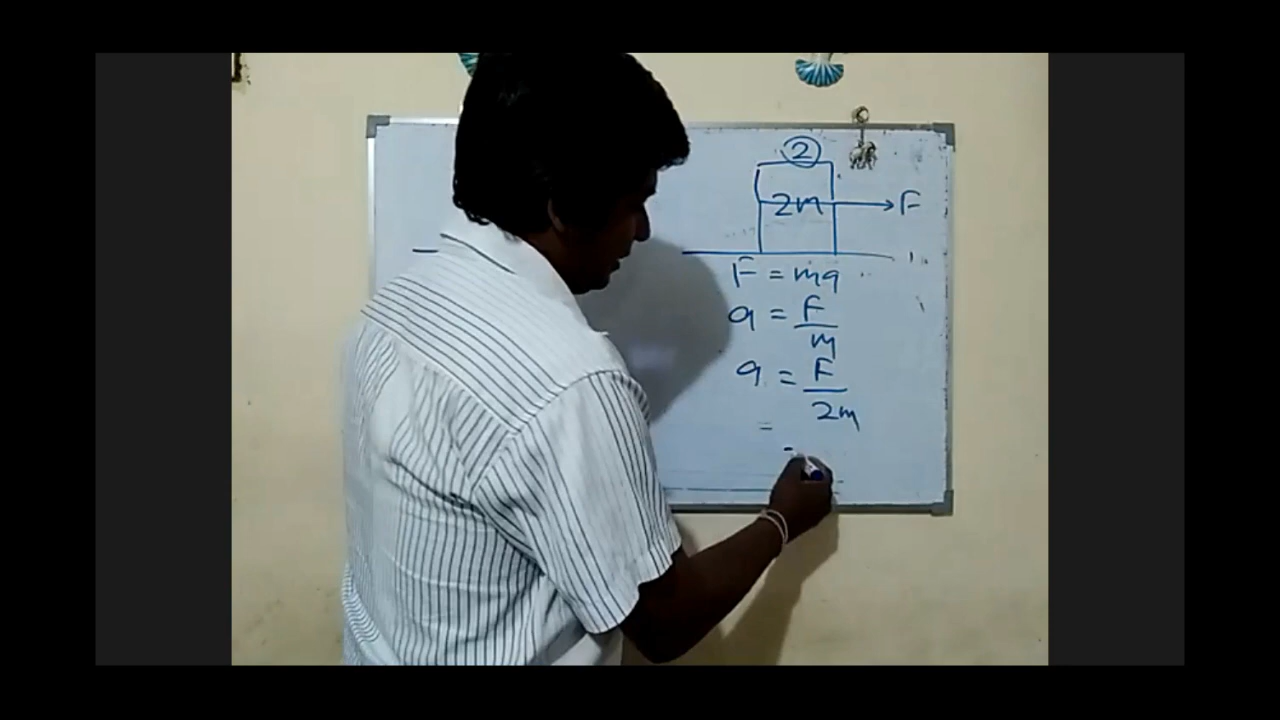 2
2m → F
F = ma
a = F/m
a = F/2m
=